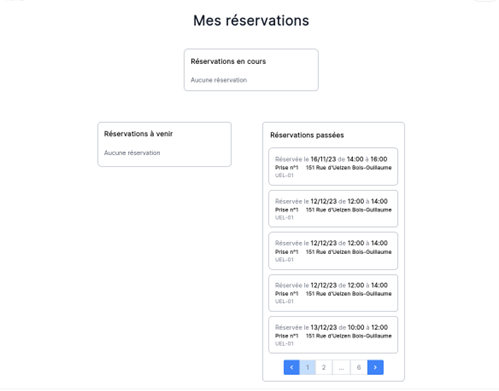 Mes réservations
Réservations en cours
Aucune réservation
Réservations à venir
Aucune réservation
Réservations passées
Réservée le 16/11/23 de 14:00 à 16:00
Prise n°1 151 Rue d'Uelzen Bois-Guillaume
UEL-01
Réservée le 12/12/23 de 12:00 à 14:00
Prise n°1 151 Rue d'Uelzen Bois-Guillaume
UEL-01
Réservée le 12/12/23 de 12:00 à 14:00
Prise n°1 151 Rue d'Uelzen Bois-Guillaume
UEL-01
Réservée le 12/12/23 de 12:00 à 14:00
Prise n°1 151 Rue d'Uelzen Bois-Guillaume
UEL-01
Réservée le 13/12/23 de 10:00 à 12:00
Prise n°1 151 Rue d'Uelzen Bois-Guillaume
UEL-01
‹ 1 2 ... 6 ›